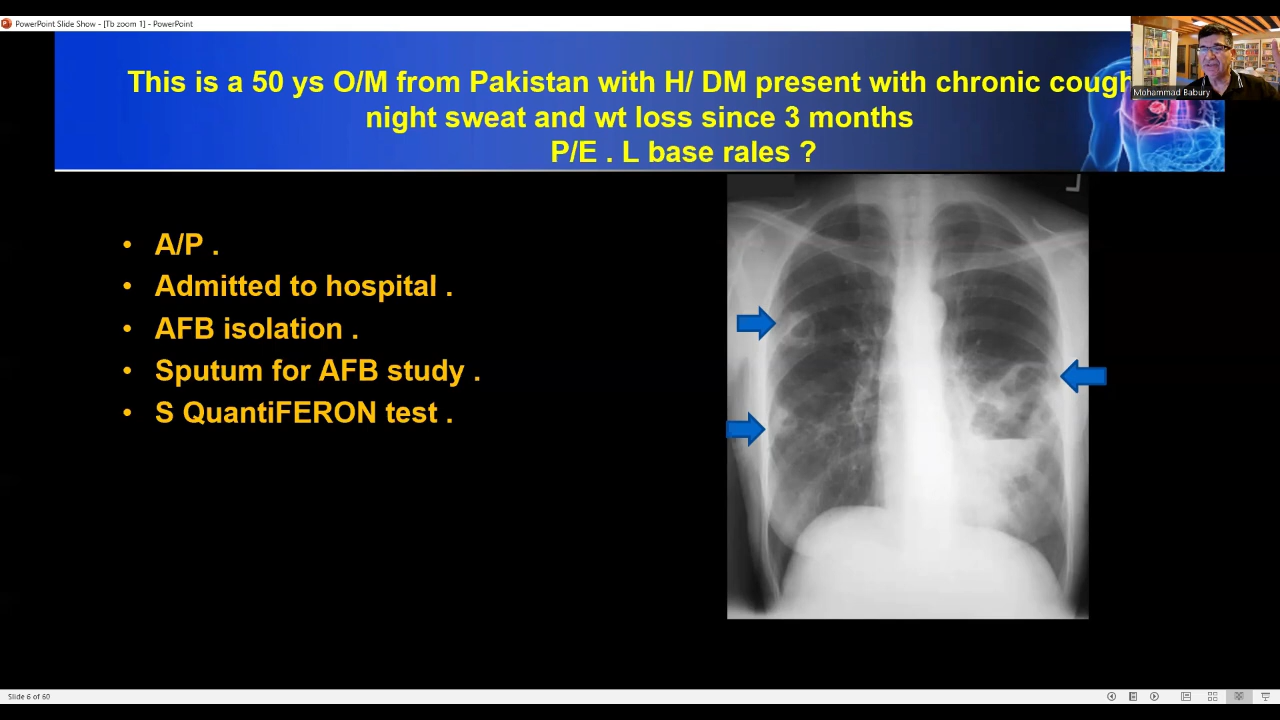 PowerPoint Slide Show - [Tb zoom 1] - PowerPoint
This is a 50 ys O/M from Pakistan with H/ DM present with chronic cough
night sweat and wt loss since 3 months
P/E . L base rales ?
Mohammad Babury
• A/P .
• Admitted to hospital .
• AFB isolation .
• Sputum for AFB study .
• S QuantiFERON test .
Slide 6 of 60